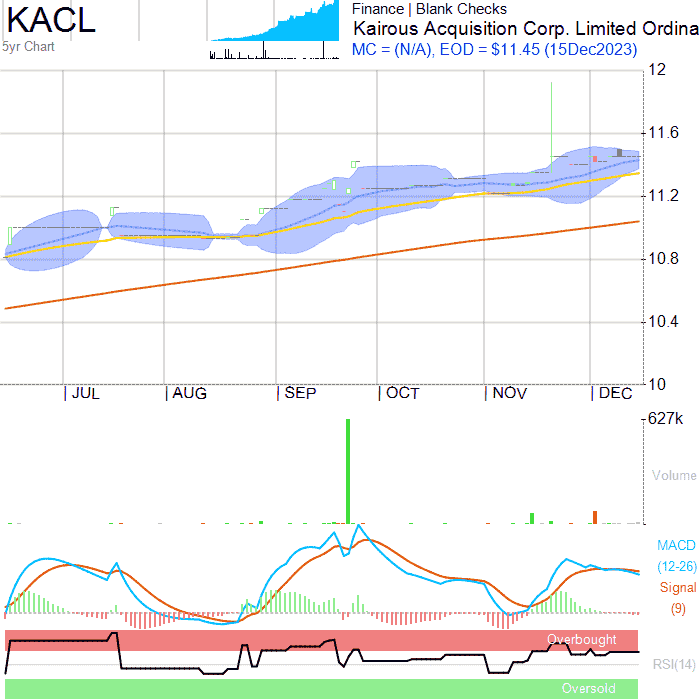 KACL
5yr Chart
Finance | Blank Checks
Kairous Acquisition Corp. Limited Ordina
MC = (N/A), EOD = $11.45 (15Dec2023)
12
11.6
11.2
10.8
10.4
10
JUL
AUG
SEP
OCT
NOV
DEC
627k
Volume
MACD
(12-26)
Signal
(9)
Overbought
RSI(14)
Oversold